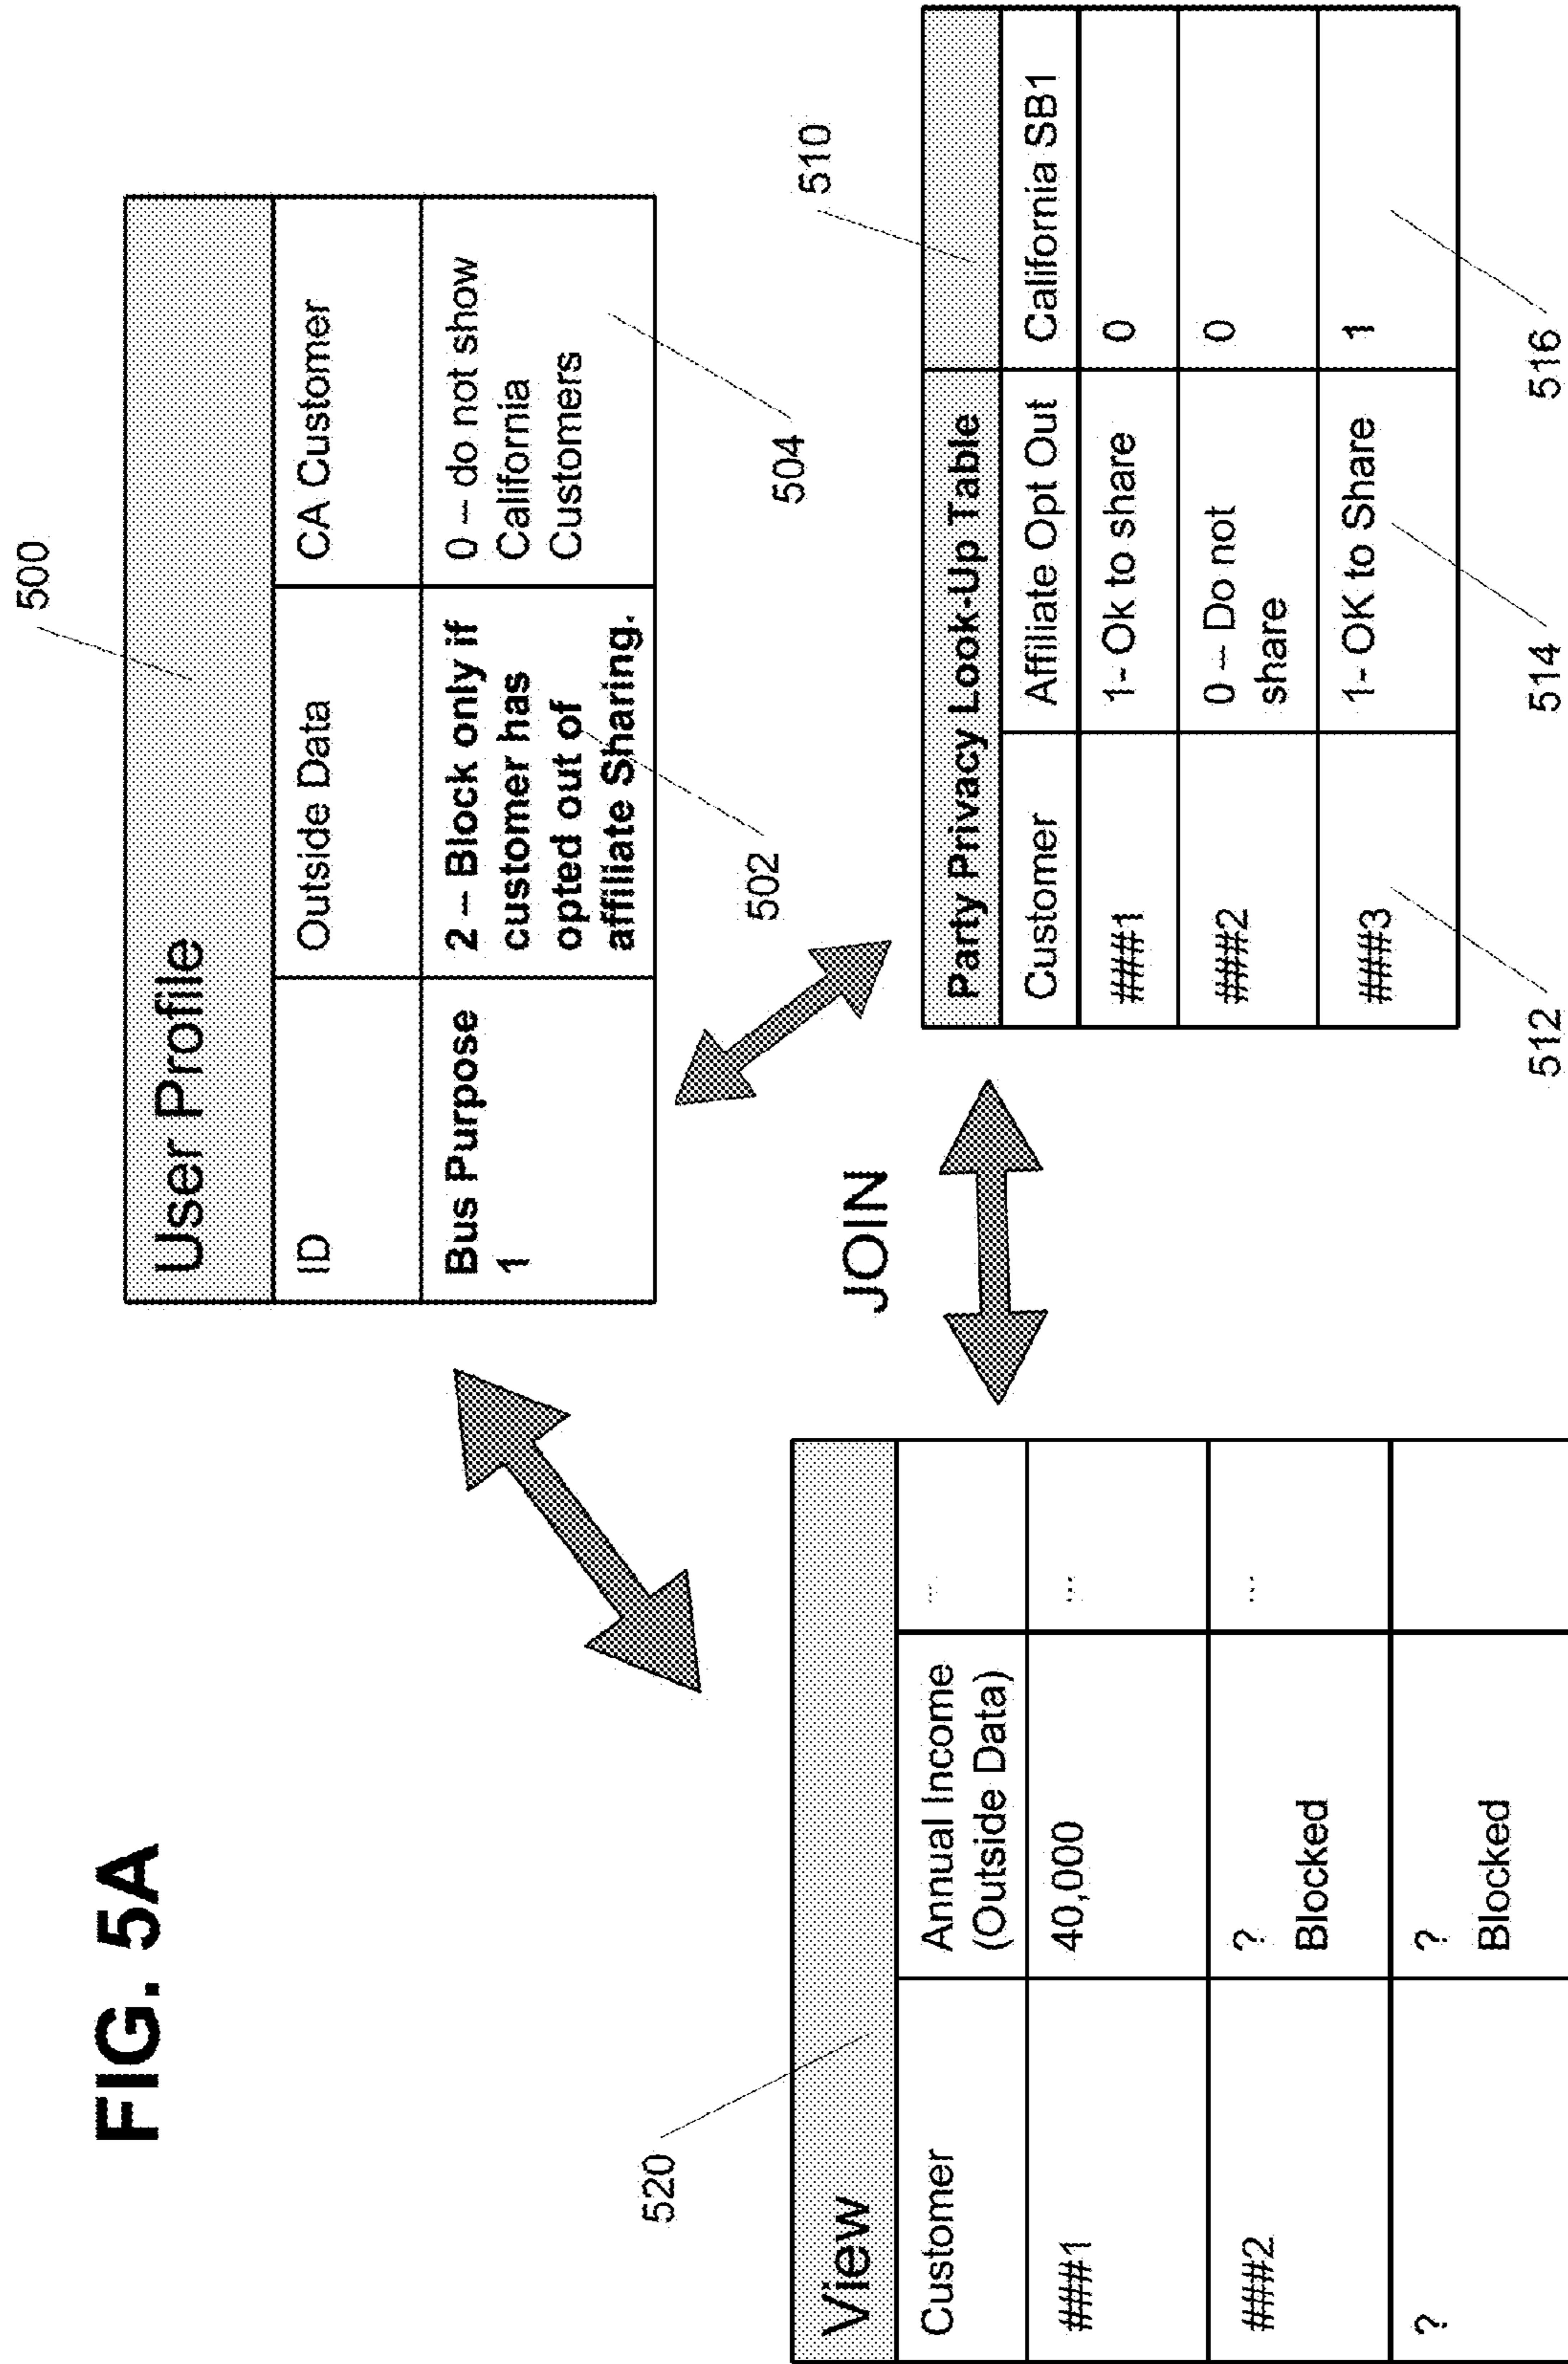 FIG. 5A
500
User Profile
ID
Outside Data
CA Customer
Bus Purpose
1
2 – Block only if
customer has
opted out of
affiliate Sharing.
0 – do not show
California
Customers
502
504
JOIN
510
Party Privacy Look-Up Table
Customer
Affiliate Opt Out
California SB1
###1
1- Ok to share
0
###2
0 – Do not
share
0
###3
1- OK to Share
1
512
514
516
520
View
Customer
Annual Income
(Outside Data)
...
###1
40,000
...
###2
?
Blocked
...
?
?
Blocked